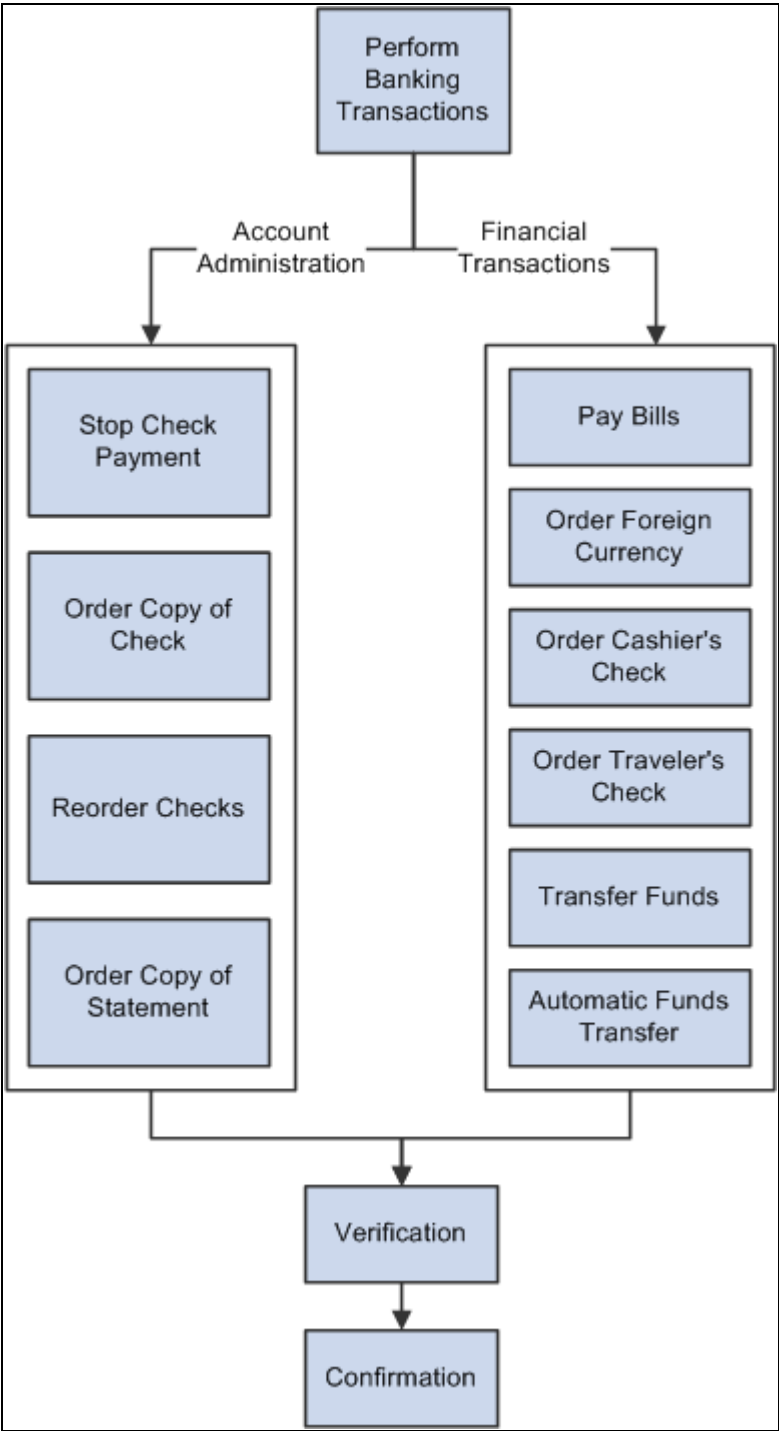 Perform
Banking
Transactions
Account
Administration
Financial
Transactions
Stop Check
Payment
Order Copy of
Check
Reorder Checks
Order Copy of
Statement
Pay Bills
Order Foreign
Currency
Order Cashier's
Check
Order Traveler's
Check
Transfer Funds
Automatic Funds
Transfer
Verification
Confirmation